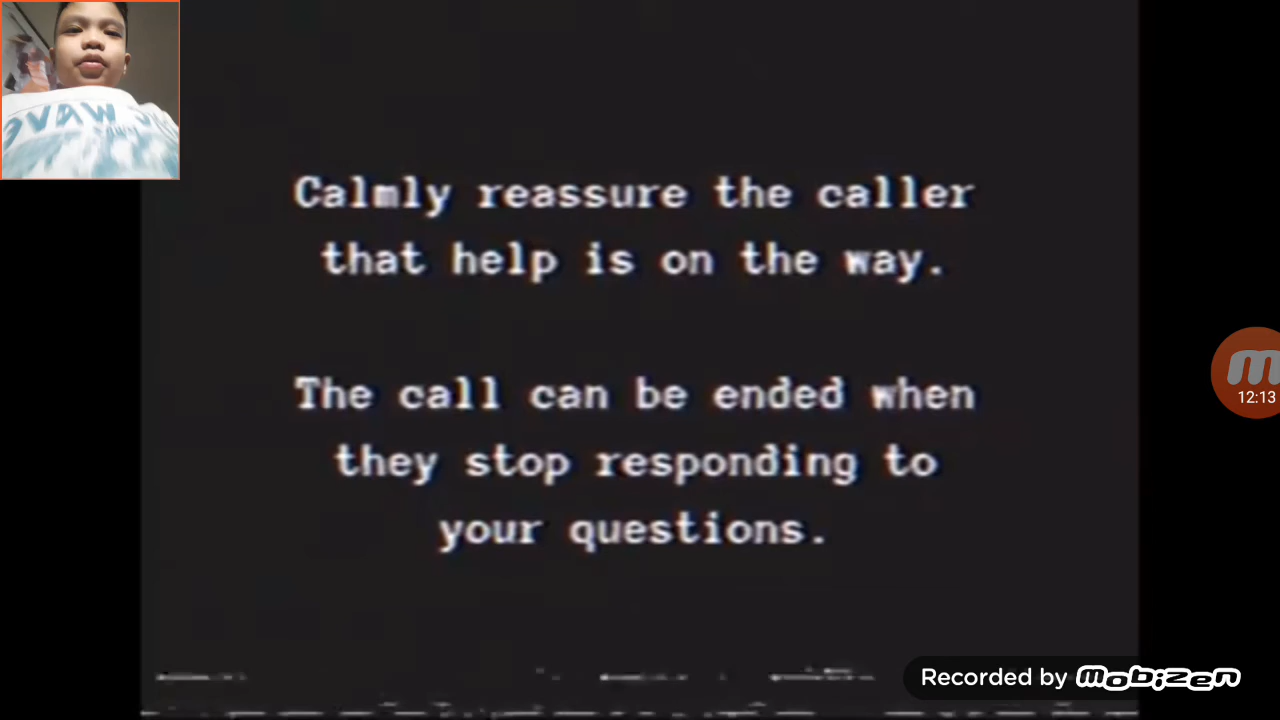 Calmly reassure the caller
that help is on the way.
The call can be ended when
they stop responding to
your questions.
12:13
Recorded by mobizen